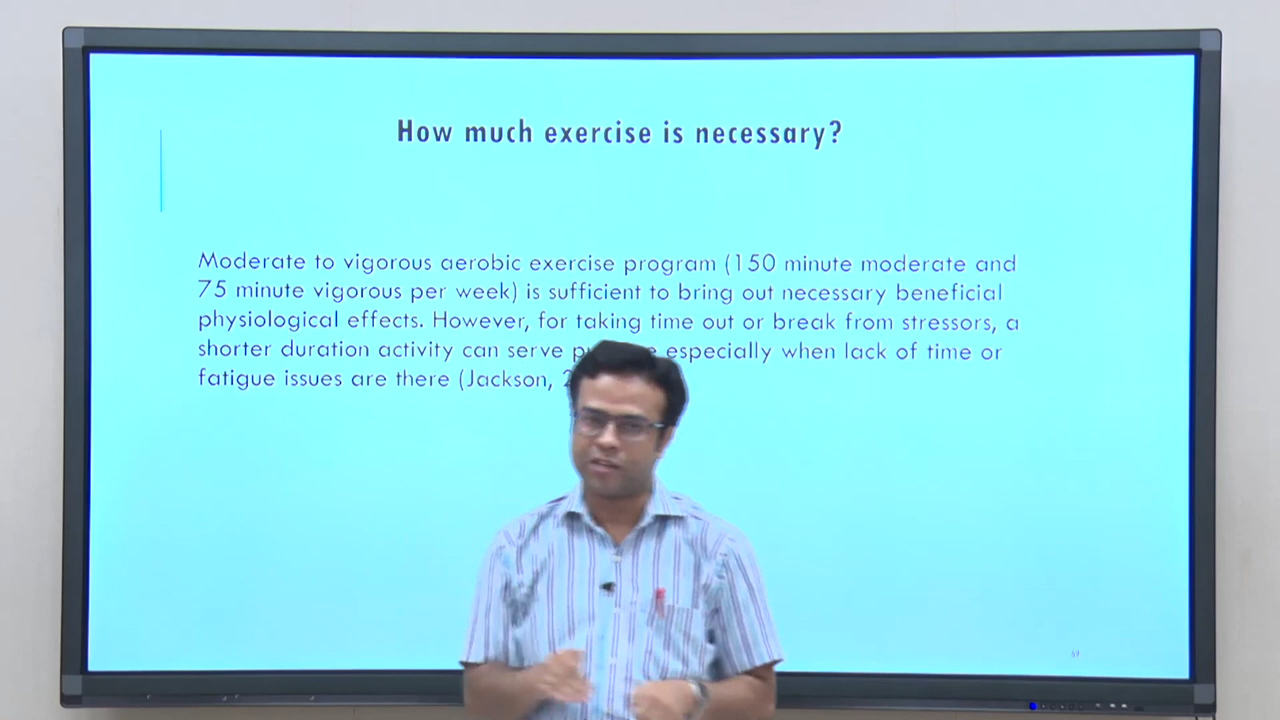 How much exercise is necessary?
Moderate to vigorous aerobic exercise program (150 minute moderate and
75 minute vigorous per week) is sufficient to bring out necessary beneficial
physiological effects. However, for taking time out or break from stressors, a
shorter duration activity can serve especially when lack of time or
fatigue issues are there (Jackson,